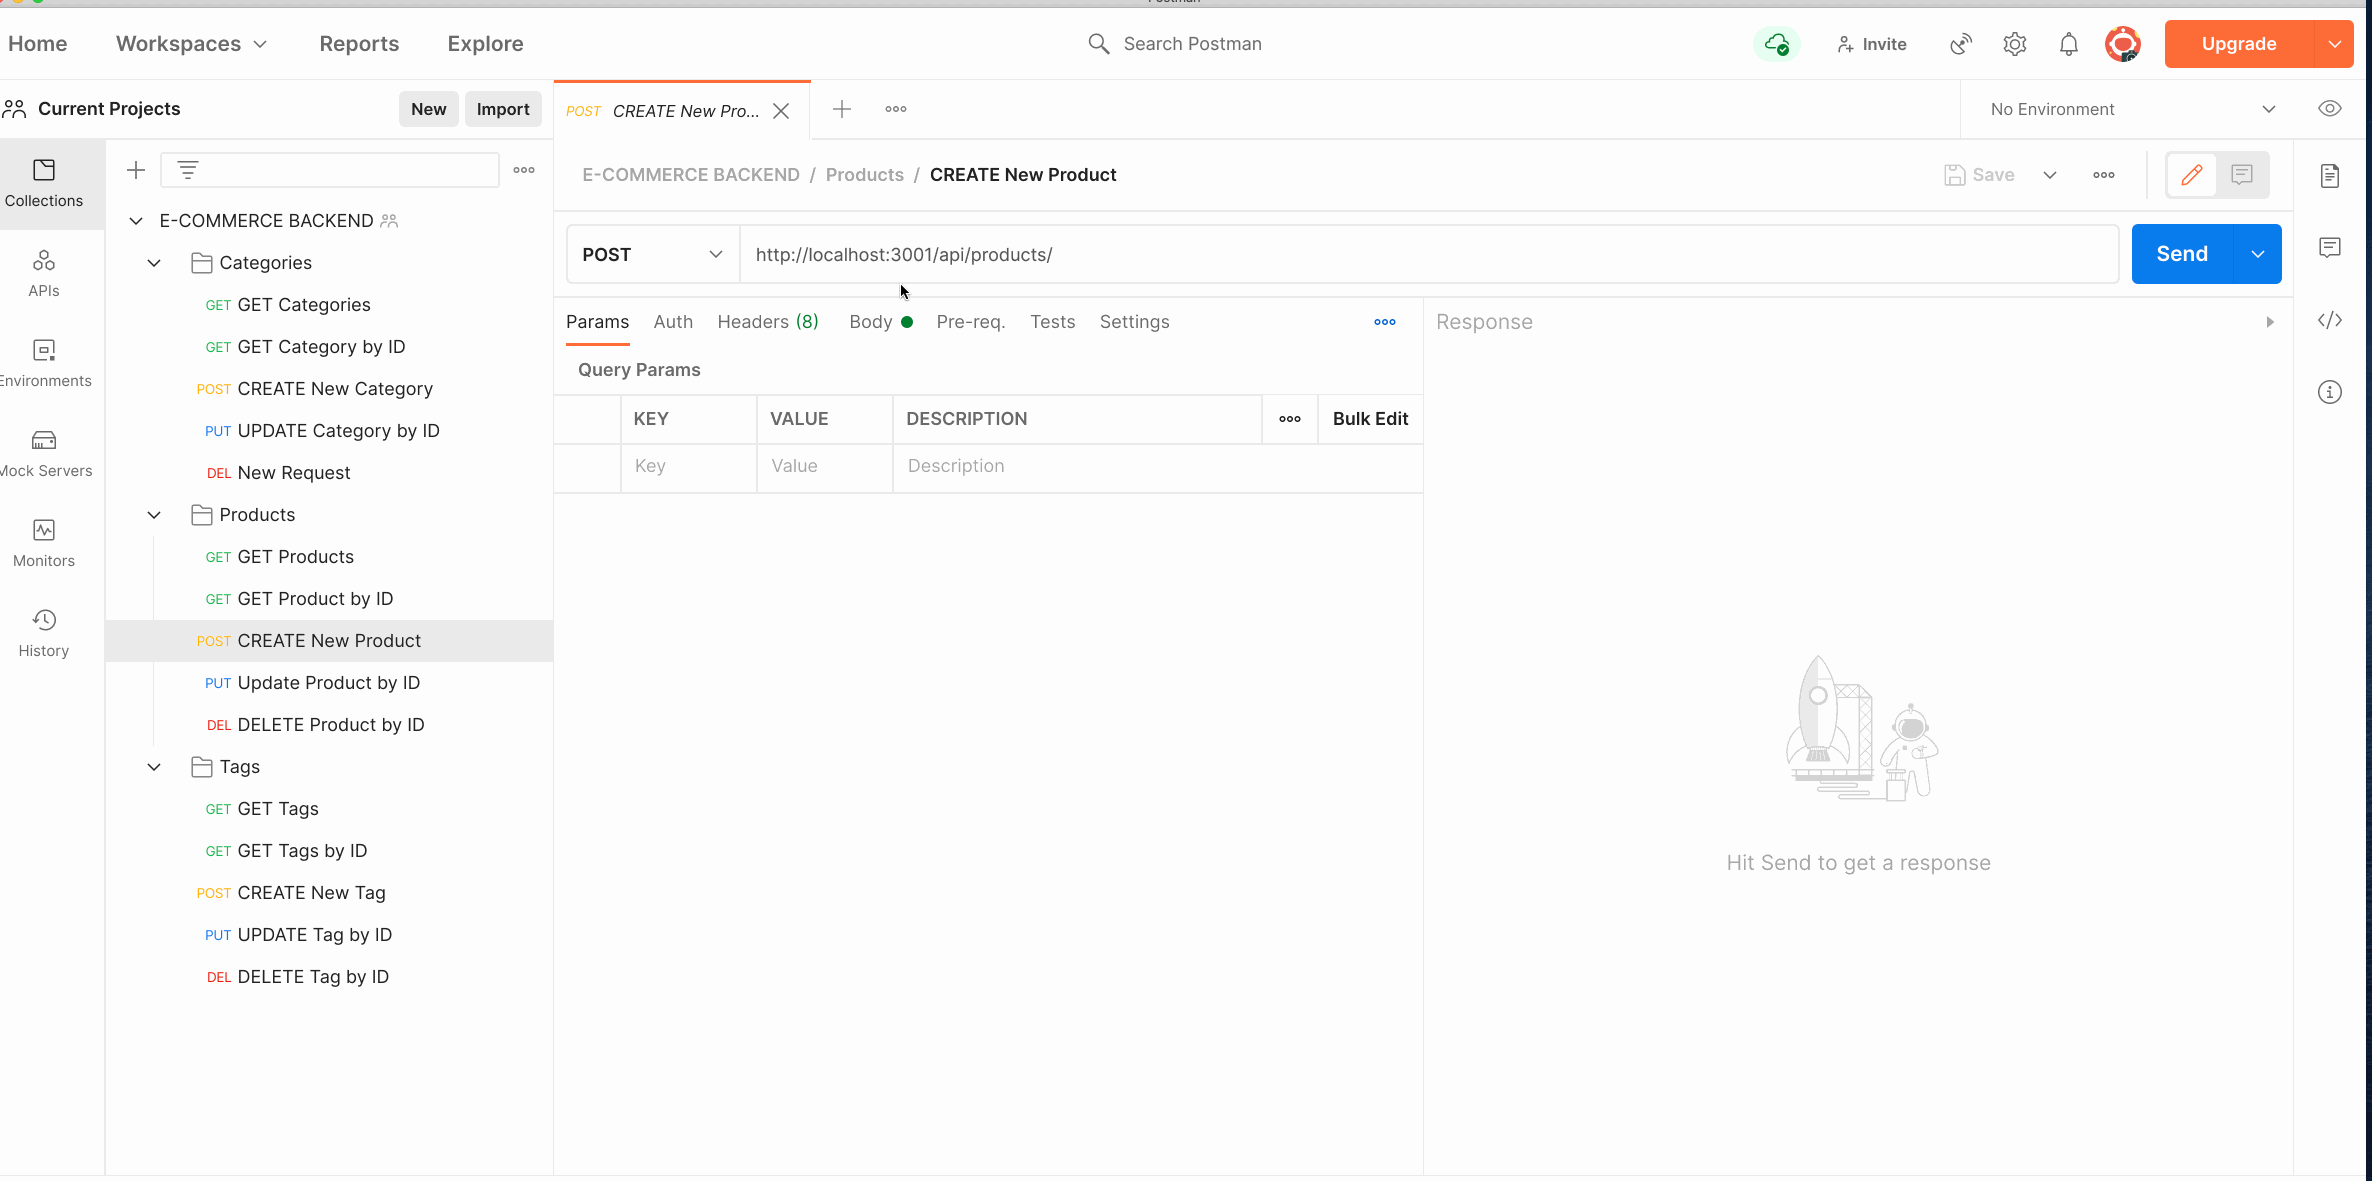 Home Workspaces Reports Explore Search Postman Invite Upgrade
Current Projects New Import POST CREATE New Pro... No Environment
Collections
APIs
Environments
Mock Servers
Monitors
History
E-COMMERCE BACKEND
Categories
GET GET Categories
GET GET Category by ID
POST CREATE New Category
PUT UPDATE Category by ID
DEL New Request
Products
GET GET Products
GET GET Product by ID
POST CREATE New Product
PUT Update Product by ID
DEL DELETE Product by ID
Tags
GET GET Tags
GET GET Tags by ID
POST CREATE New Tag
PUT UPDATE Tag by ID
DEL DELETE Tag by ID
E-COMMERCE BACKEND / Products / CREATE New Product Save
POST http://localhost:3001/api/products/ Send
Params Auth Headers (8) Body Pre-req. Tests Settings
Query Params
KEY VALUE DESCRIPTION Bulk Edit
Key Value Description
Response
Hit Send to get a response